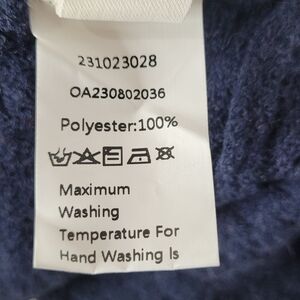 231023028
OA230802036
Polyester:100%
Maximum
Washing
Temperature For
Hand Washing Is